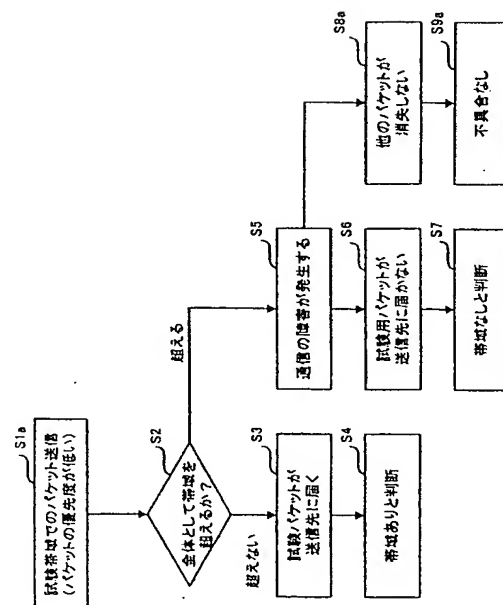 S1a
試験帯域でのパケット送信
(パケットの優先度が低い)
S2
全体として帯域を
超えるか?
超える
超えない
S3
試験パケットが
送信先に届く
S4
帯域ありと判断
S5
通信の障害が発生する
S6
試験用パケットが
送信先に届かない
S7
帯域なしと判断
S8a
他のパケットが
消失しない
S9a
不具合なし